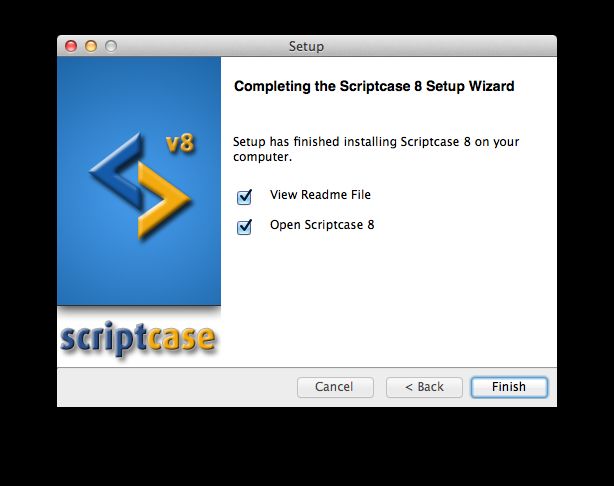 Setup
v8
Completing the Scriptcase 8 Setup Wizard
Setup has finished installing Scriptcase 8 on your
computer.
View Readme File
Open Scriptcase 8
scriptcase
Cancel
< Back
Finish